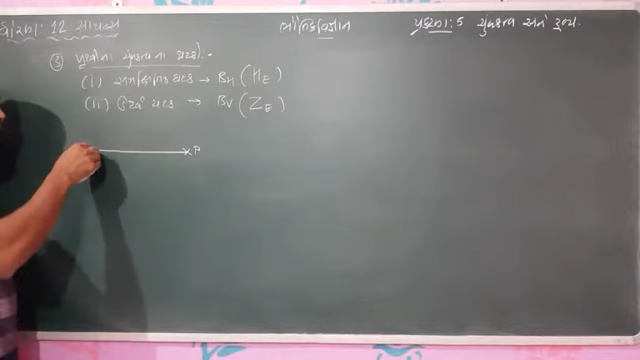 ધોરણ: 12 સાયન્સ
ભૌતિકવિજ્ઞાન
પ્રકરણ: 5 ચુંબકત્વ અને દ્રવ્ય.
પૃથ્વીના ચુંબકત્વ ના ઘટકો:-
(i) સમક્ષિતિજ ઘટક → BH (HE)
(ii) ઊર્ધ્વ ઘટક → BV (ZE)
P